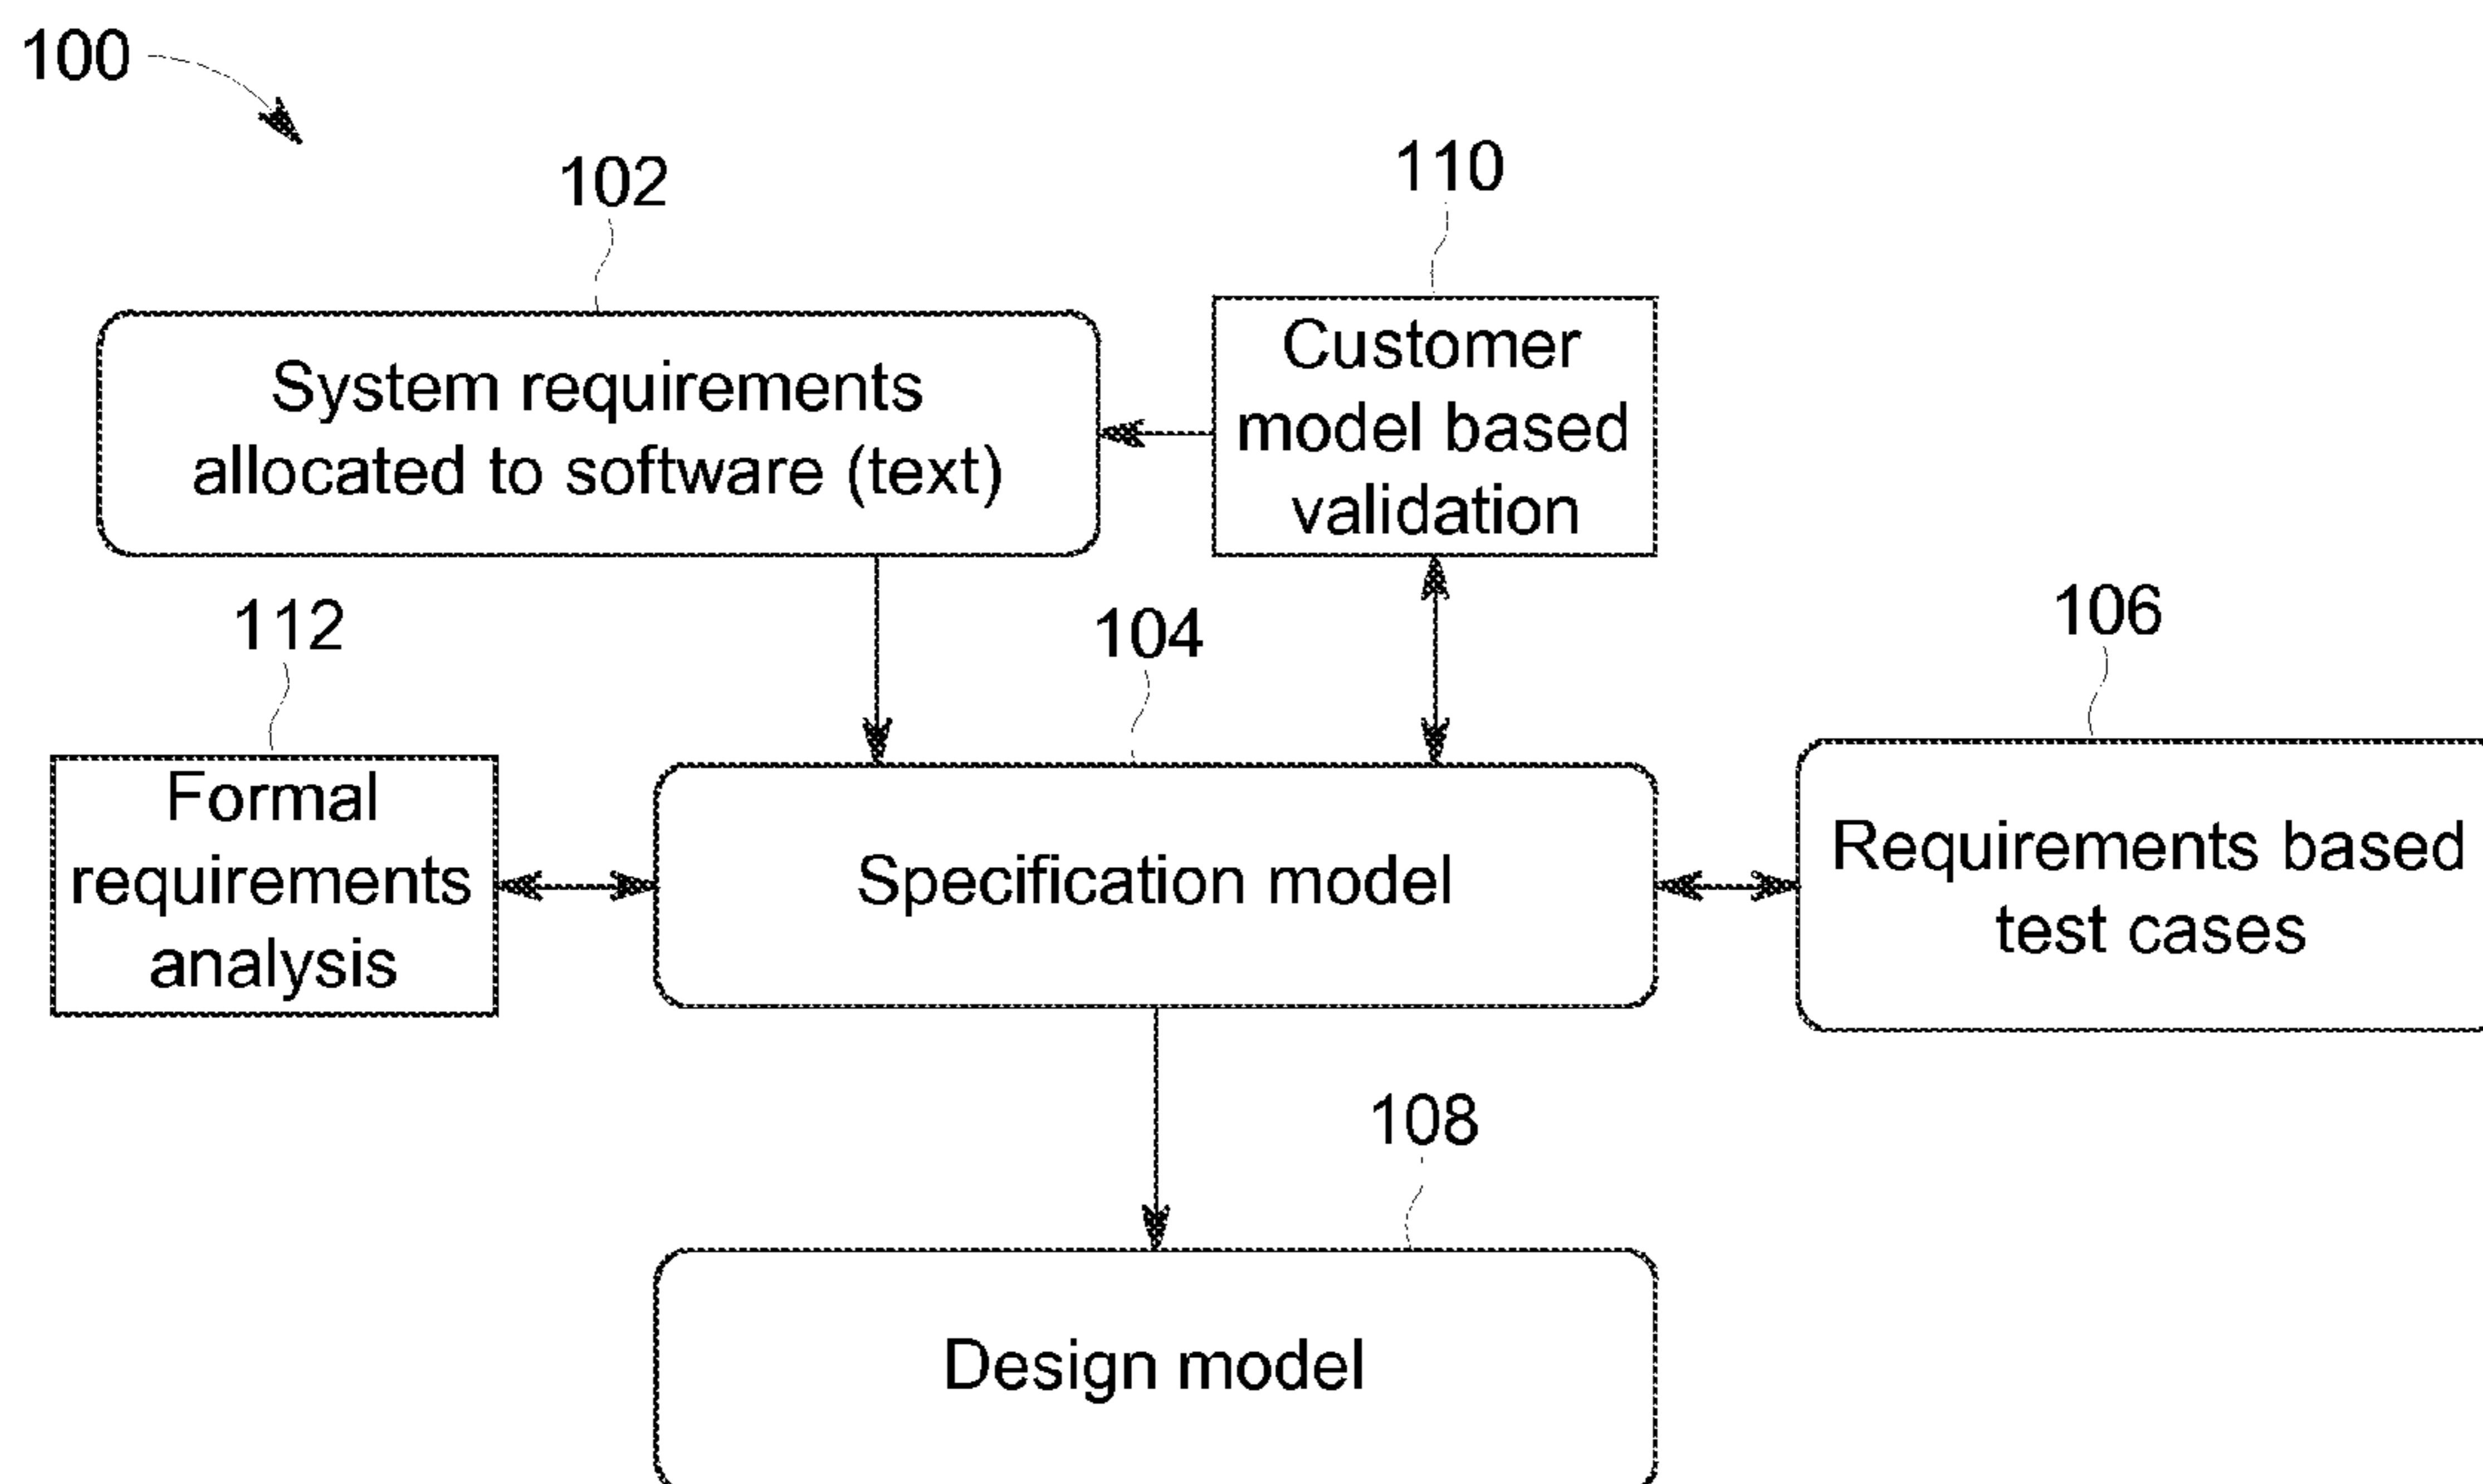 100
102
110
System requirements
allocated to software (text)
Customer
model based
validation
112
104
106
Formal
requirements
analysis
Specification model
Requirements based
test cases
108
Design model